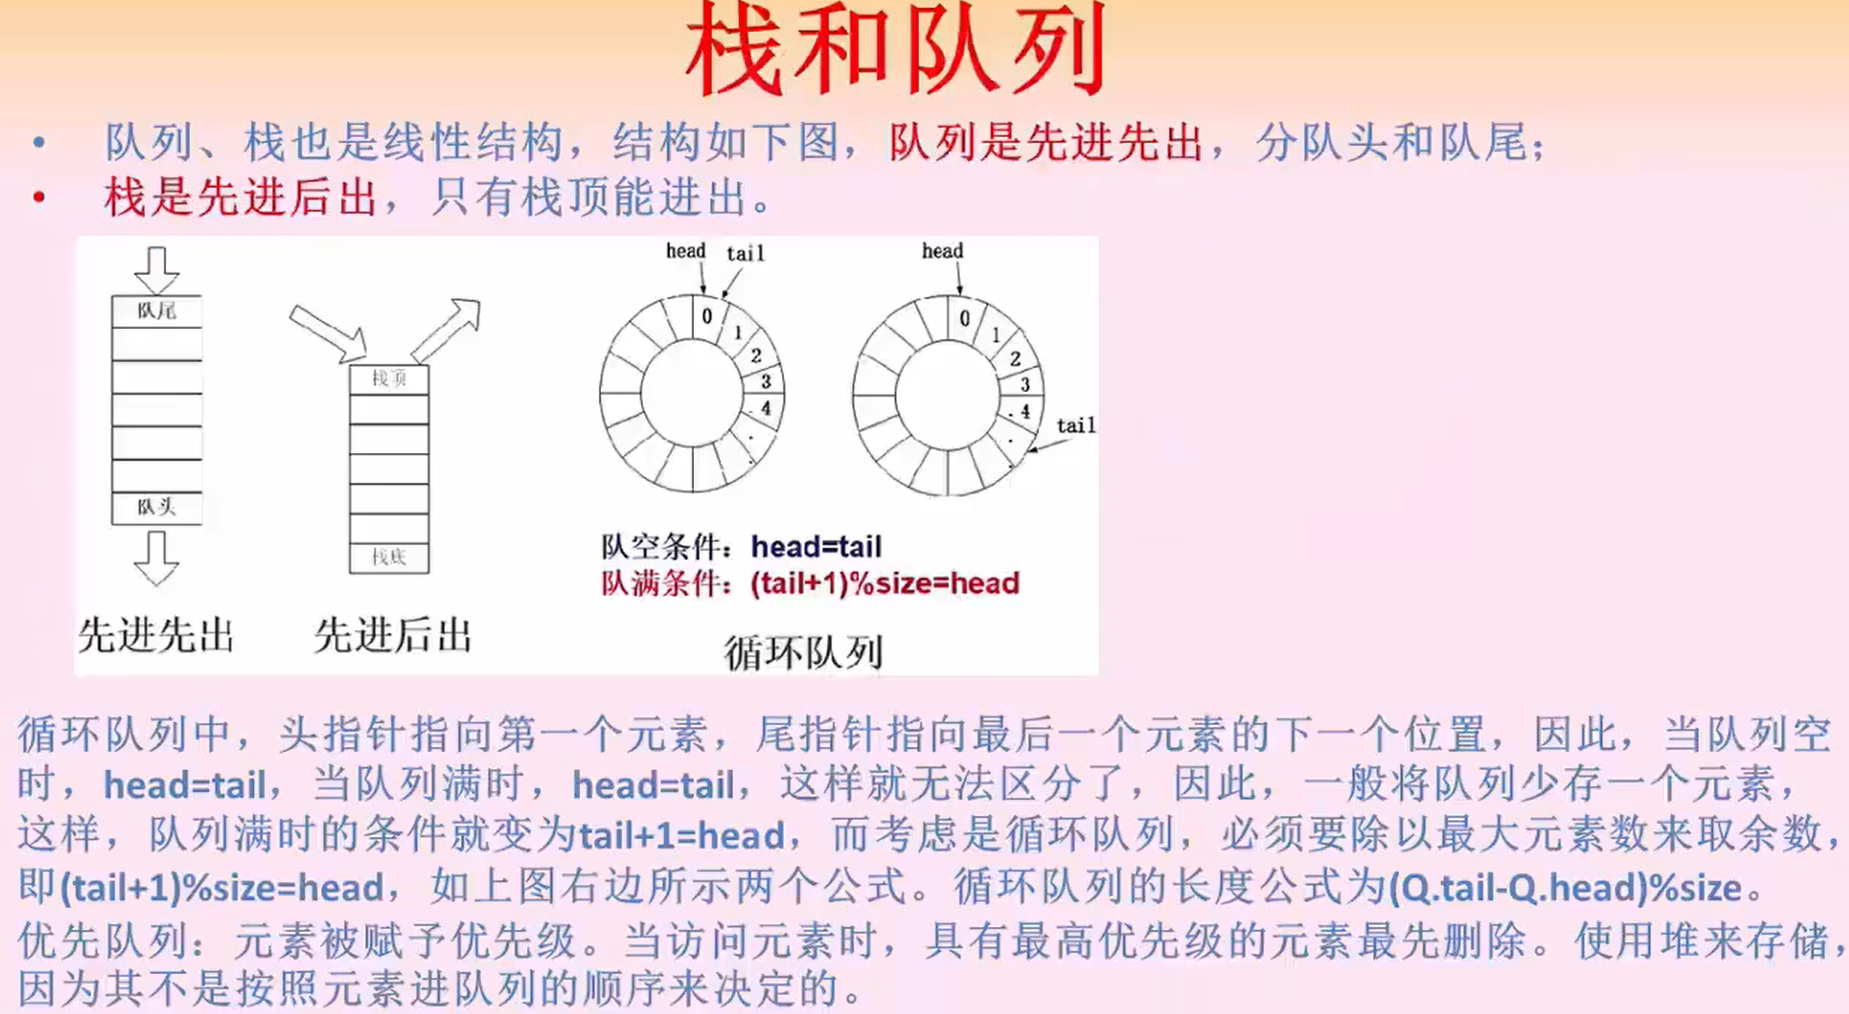 栈和队列
• 队列、栈也是线性结构，结构如下图，队列是先进先出，分队头和队尾；
• 栈是先进后出，只有栈顶能进出。
队尾
队头
先进先出
栈顶
栈底
先进后出
head tail
0
1
2
3
4
head
0
1
2
3
4
tail
队空条件：head=tail
队满条件：(tail+1)%size=head
循环队列
循环队列中，头指针指向第一个元素，尾指针指向最后一个元素的下一个位置，因此，当队列空
时，head=tail，当队列满时，head=tail，这样就无法区分了，因此，一般将队列少存一个元素，
这样，队列满时的条件就变为tail+1=head，而考虑是循环队列，必须要除以最大元素数来取余数，
即(tail+1)%size=head，如上图右边所示两个公式。循环队列的长度公式为(Q.tail-Q.head)%size。
优先队列：元素被赋予优先级。当访问元素时，具有最高优先级的元素最先删除。使用堆来存储，
因为其不是按照元素进队列的顺序来决定的。